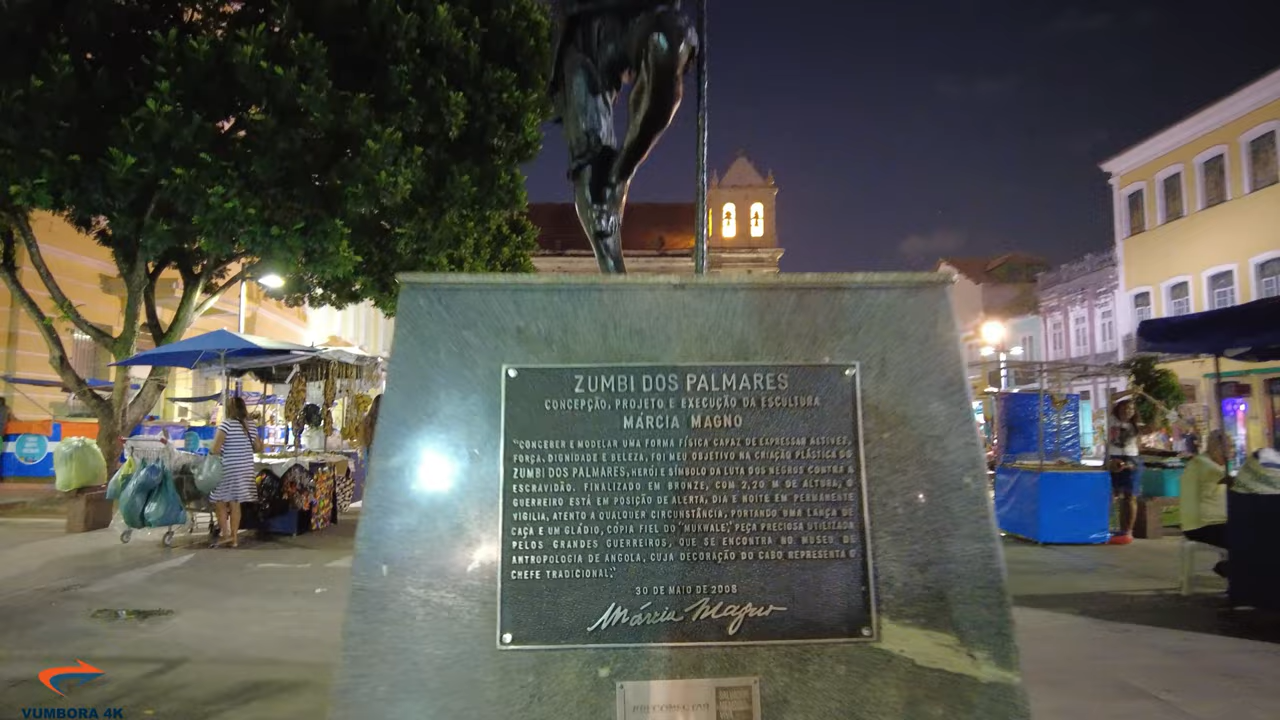 ZUMBI DOS PALMARES
CONCEPÇÃO, PROJETO E EXECUÇÃO DA ESCULTURA
MÁRCIA MAGNO
"CONCEBER E MODELAR UMA FORMA FÍSICA CAPAZ DE EXPRESSAR ALTIVEZ,
FORÇA, DIGNIDADE E BELEZA, FOI MEU OBJETIVO NA CRIAÇÃO PLÁSTICA DO
ZUMBI DOS PALMARES, HERÓI E SÍMBOLO DA LUTA DOS NEGROS CONTRA A
ESCRAVIDÃO. FINALIZADO EM BRONZE, COM 2,20 M DE ALTURA, O
GUERREIRO ESTÁ EM POSIÇÃO DE ALERTA, DIA E NOITE EM PERMANENTE
VIGÍLIA, ATENTO A QUALQUER CIRCUNSTÂNCIA, PORTANDO UMA LANÇA DE
CAÇA E UM GLÁDIO, CÓPIA FIEL DO "MUKWALE", PEÇA PRECIOSA UTILIZADA
PELOS GRANDES GUERREIROS, QUE SE ENCONTRA NO MUSEU DE
ANTROPOLOGIA DE ANGOLA, CUJA DECORAÇÃO DO CABO REPRESENTA O
CHEFE TRADICIONAL."
30 DE MAIO DE 2008
Márcia Magno
VUMBORA 4K